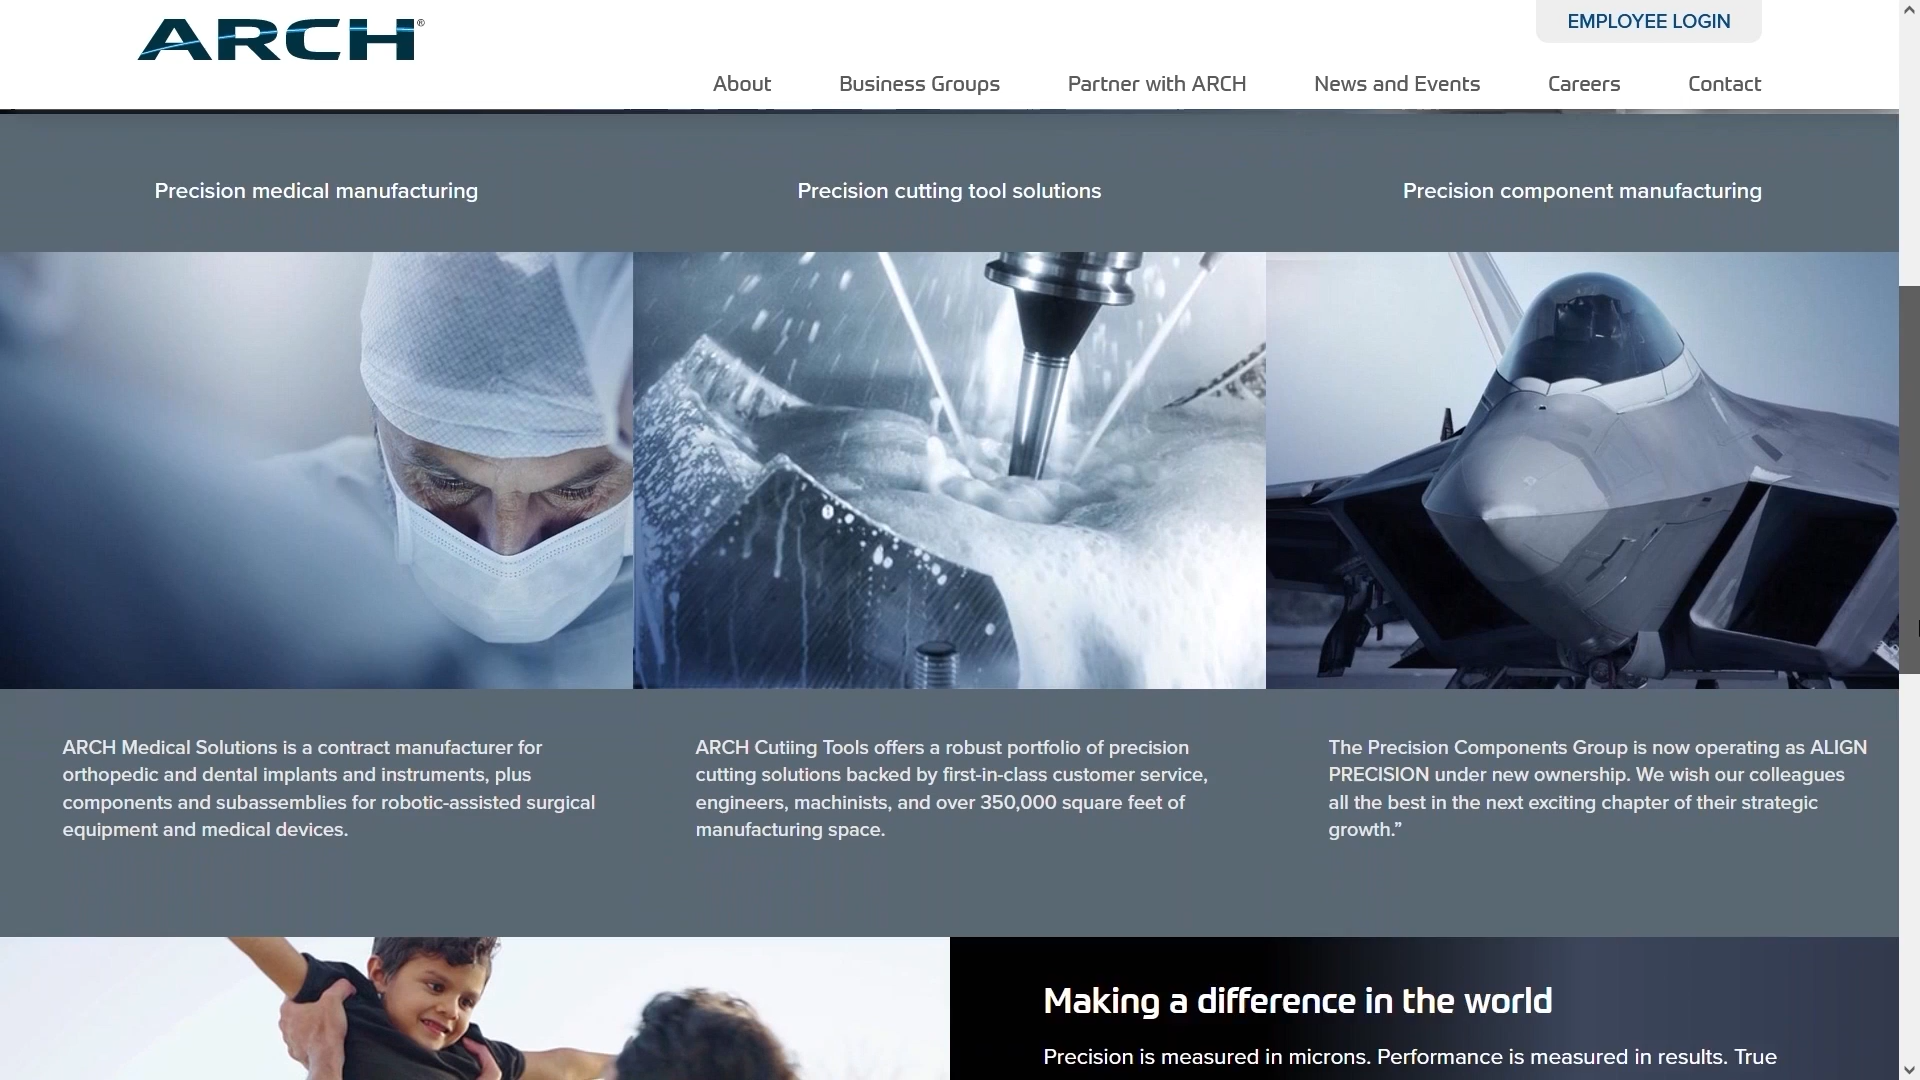 ARCH®
EMPLOYEE LOGIN
About Business Groups Partner with ARCH News and Events Careers Contact
Precision medical manufacturing
Precision cutting tool solutions
Precision component manufacturing
ARCH Medical Solutions is a contract manufacturer for
orthopedic and dental implants and instruments, plus
components and subassemblies for robotic-assisted surgical
equipment and medical devices.
ARCH Cutiing Tools offers a robust portfolio of precision
cutting solutions backed by first-in-class customer service,
engineers, machinists, and over 350,000 square feet of
manufacturing space.
The Precision Components Group is now operating as ALIGN
PRECISION under new ownership. We wish our colleagues
all the best in the next exciting chapter of their strategic
growth.”
Making a difference in the world
Precision is measured in microns. Performance is measured in results. True